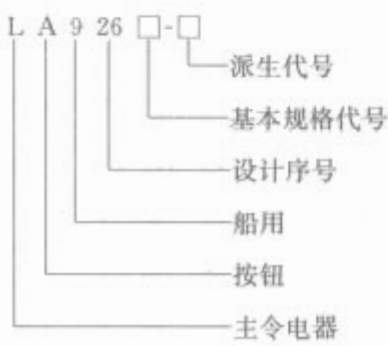 L A 9 26 □-□
派生代号
基本规格代号
设计序号
船用
按钮
主令电器